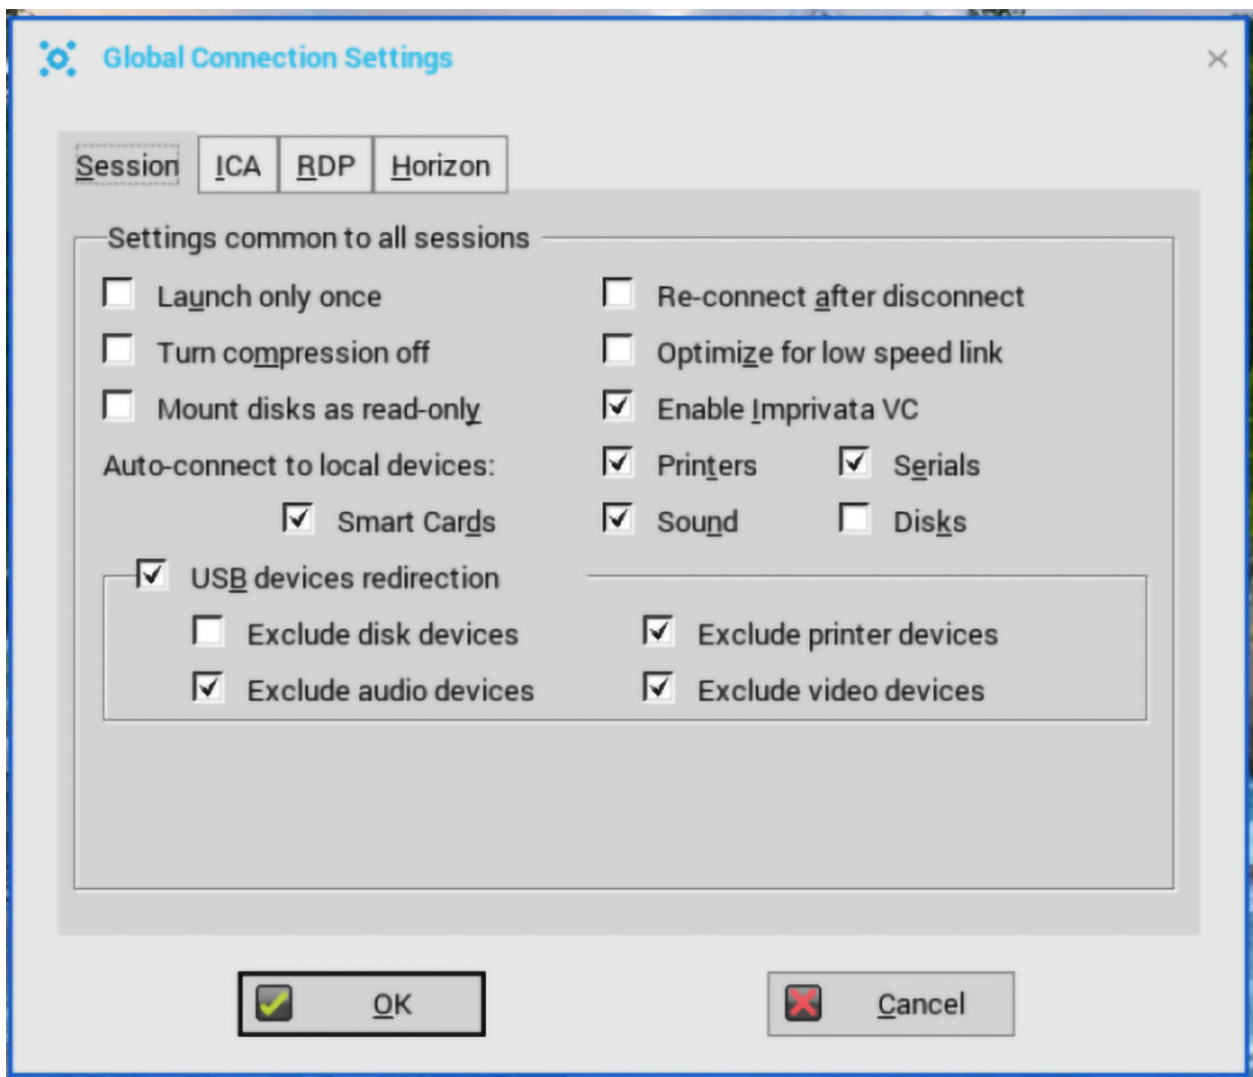 Global Connection Settings
Session ICA RDP Horizon
Settings common to all sessions
Launch only once Re-connect after disconnect
Turn compression off Optimize for low speed link
Mount disks as read-only Enable Imprivata VC
Auto-connect to local devices: Printers Serials
Smart Cards Sound Disks
USB devices redirection
Exclude disk devices Exclude printer devices
Exclude audio devices Exclude video devices
OK Cancel